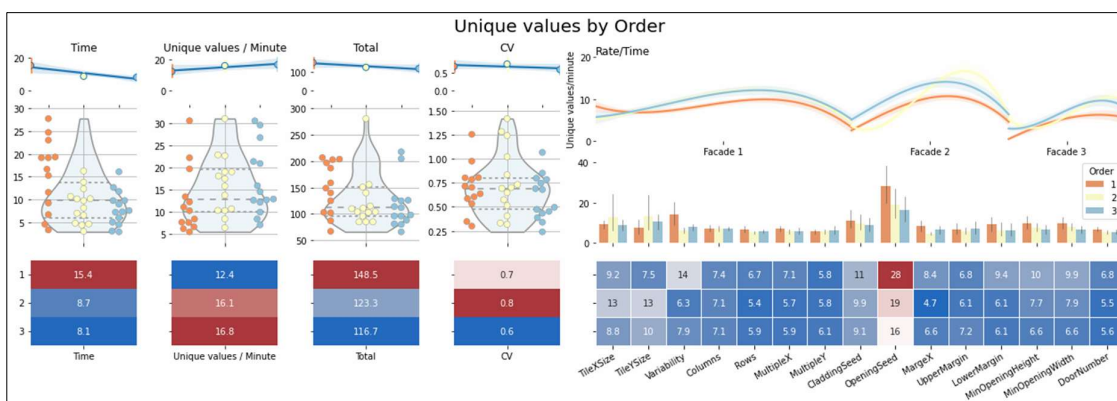 Unique values by Order
Time
Unique values / Minute
Total
CV
Rate/Time
20
0
20
0
100
0.5
Unique values/minute
20
10
0
Facade 1
Facade 2
Facade 3
30
25
20
15
10
5
30
25
20
15
10
5
300
250
200
150
100
50
1.50
1.25
1.00
0.75
0.50
0.25
40
20
0
Order
1
2
3
1
15.4
12.4
148.5
0.7
9.2 7.5 14 7.4 6.7 7.1 5.8 11 28 8.4 6.8 9.4 10 9.9 6.8
2
8.7
16.1
123.3
0.8
13 13 6.3 7.1 5.4 5.7 5.8 9.9 19 4.7 6.1 6.1 7.7 7.9 5.5
3
8.1
16.8
116.7
0.6
8.8 10 7.9 7.1 5.9 5.9 6.1 9.1 16 6.6 7.2 6.1 6.6 6.6 5.6
Time
Unique values / Minute
Total
CV
TileXSize
TileYSize
Variability
Columns
Rows
MultipleX
MultipleY
CladdingSeed
OpeningSeed
MargeX
UpperMargin
LowerMargin
MinOpeningHeight
MinOpeningWidth
DoorNumber